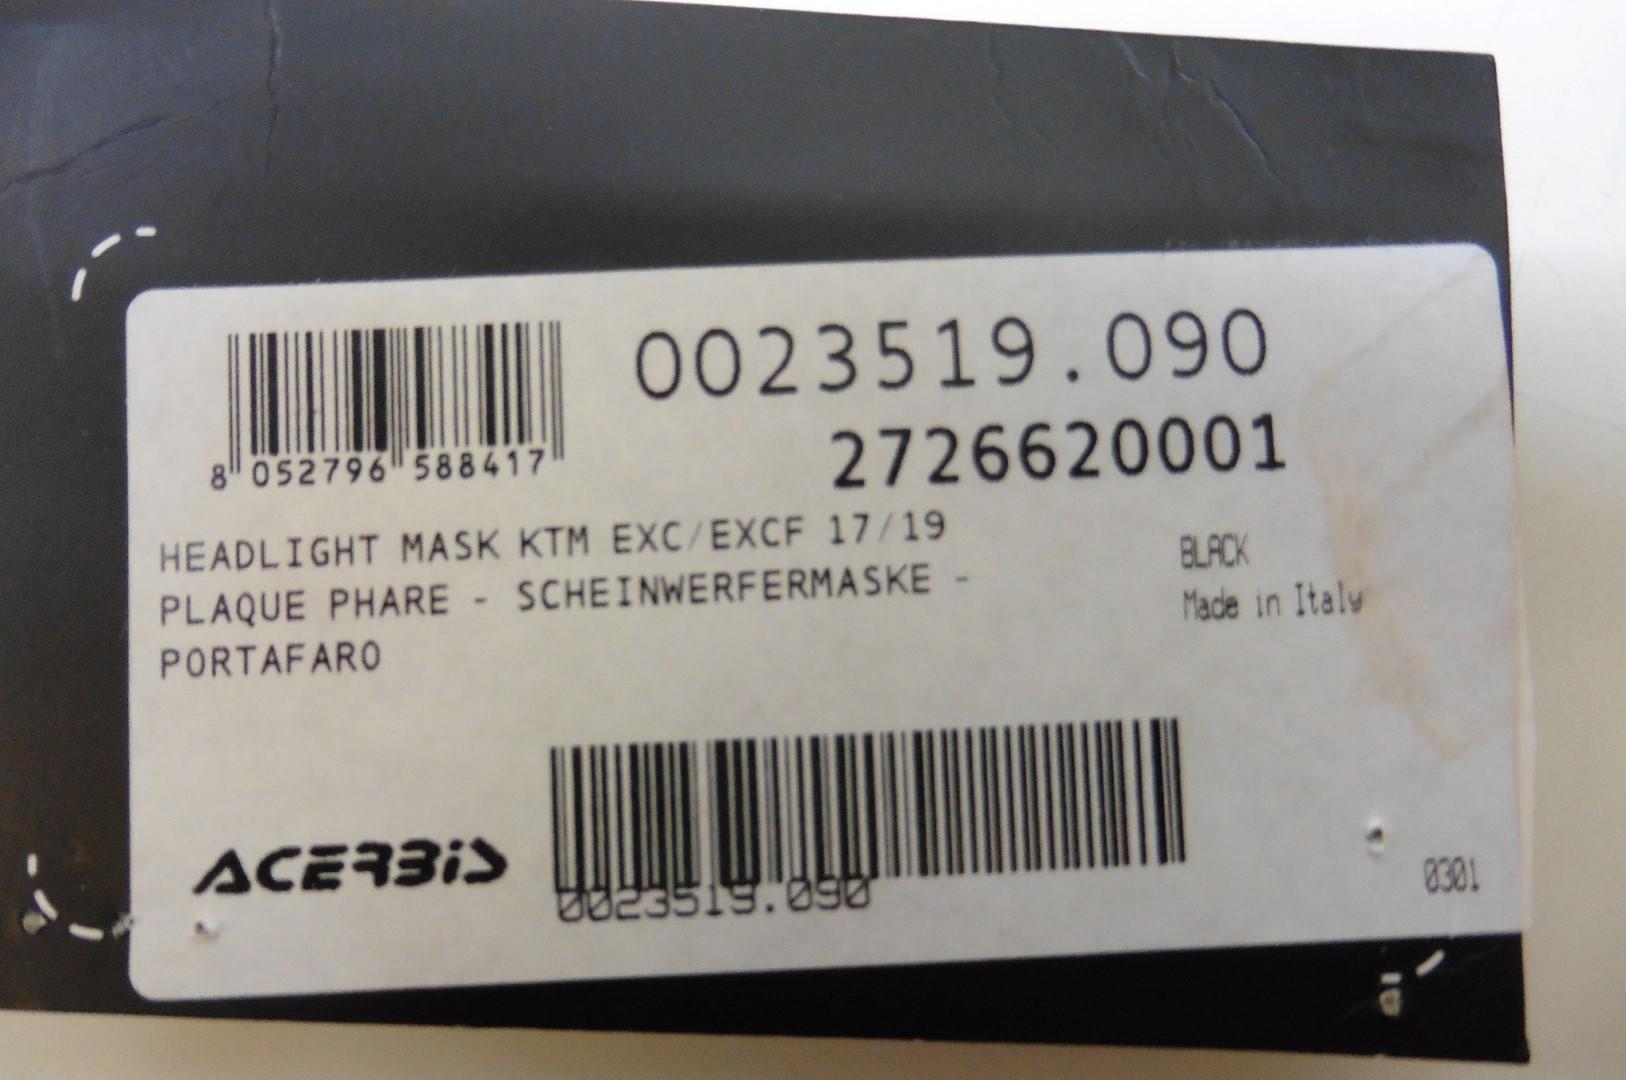 0023519.090
2726620001
8 052796 588417
HEADLIGHT MASK KTM EXC/EXCF 17/19
PLAQUE PHARE - SCHEINWERFERMASKE -
PORTAFARO
BLACK
Made in Italy
ACERBIS
0023519.090
0301